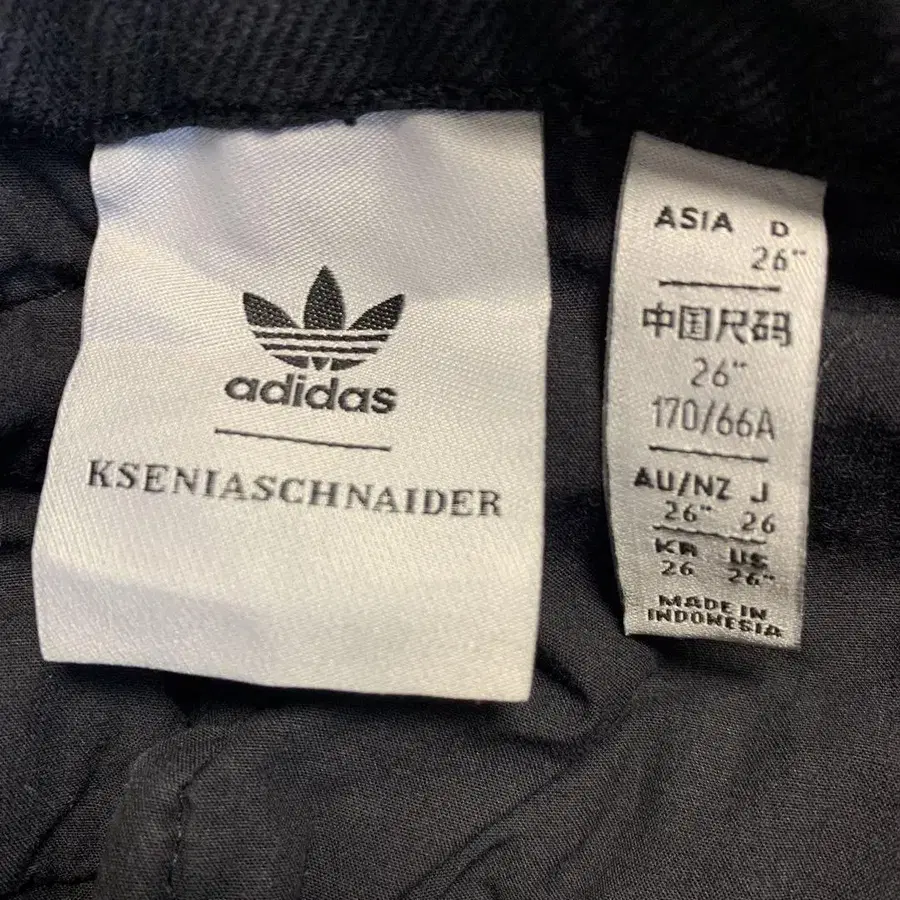 adidas
KSENIASCHNAIDER
ASIA D
26"
中国尺码
26"
170/66A
AU/NZ J
26" 26
KR US
26 26"
MADE IN
INDONESIA